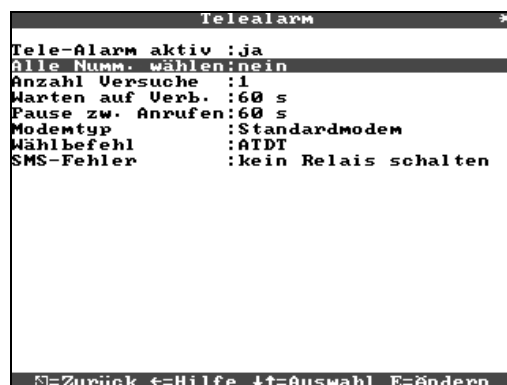 Telealarm *
Tele-Alarm aktiv :ja
Alle Numm. wählen:nein
Anzahl Versuche :1
Warten auf Verb. :60 s
Pause zw. Anrufen:60 s
Modemtyp :Standardmodem
Wählbefehl :ATDT
SMS-Fehler :kein Relais schalten
=Zurück ←=Hilfe ↓↑=Auswahl E=Ändern